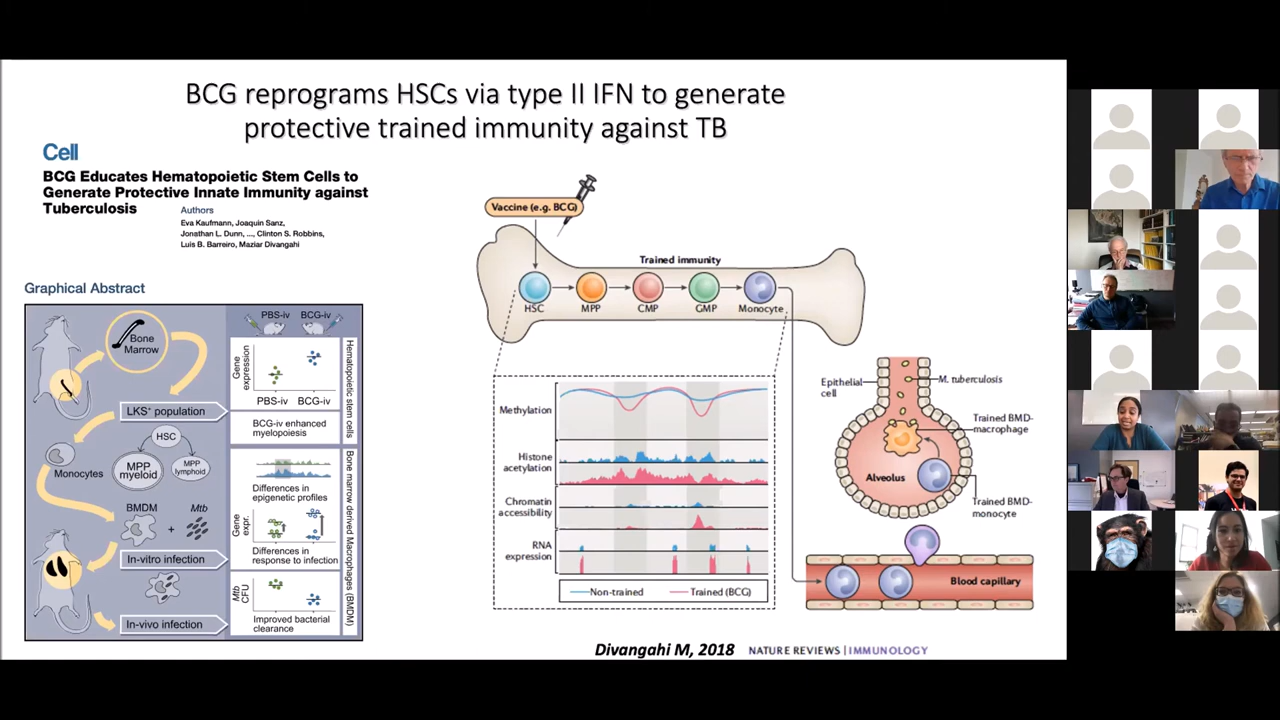 BCG reprograms HSCs via type II IFN to generate
protective trained immunity against TB
Cell
BCG Educates Hematopoietic Stem Cells to
Generate Protective Innate Immunity against
Tuberculosis
Authors
Eva Kaufmann, Joaquin Sanz,
Jonathan L. Dunn, ..., Clinton S. Robbins,
Luis B. Barreiro, Maziar Divangahi
Graphical Abstract
Bone
Marrow
LKS+ population
HSC
MPP
myeloid
MPP
lymphoid
Monocytes
BMDM
+
Mtb
In-vitro infection
In-vivo infection
PBS-iv
BCG-iv
Gene
expression
PBS-iv
BCG-iv
BCG-iv enhanced
myelopoiesis
Hematopoietic stem cells
Differences in
epigenetic profiles
Gene
expr.
Differences in
response to infection
Mtb
CFU
Improved bacterial
clearance
Bone marrow derived Macrophages (BMDM)
Vaccine (e.g. BCG)
Trained immunity
HSC
MPP
CMP
GMP
Monocyte
Methylation
Histone
acetylation
Chromatin
accessibility
RNA
expression
Non-trained
Trained (BCG)
Epithelial
cell
M. tuberculosis
Trained BMD-
macrophage
Alveolus
Trained BMD-
monocyte
Blood capillary
Divangahi M, 2018
NATURE REVIEWS | IMMUNOLOGY